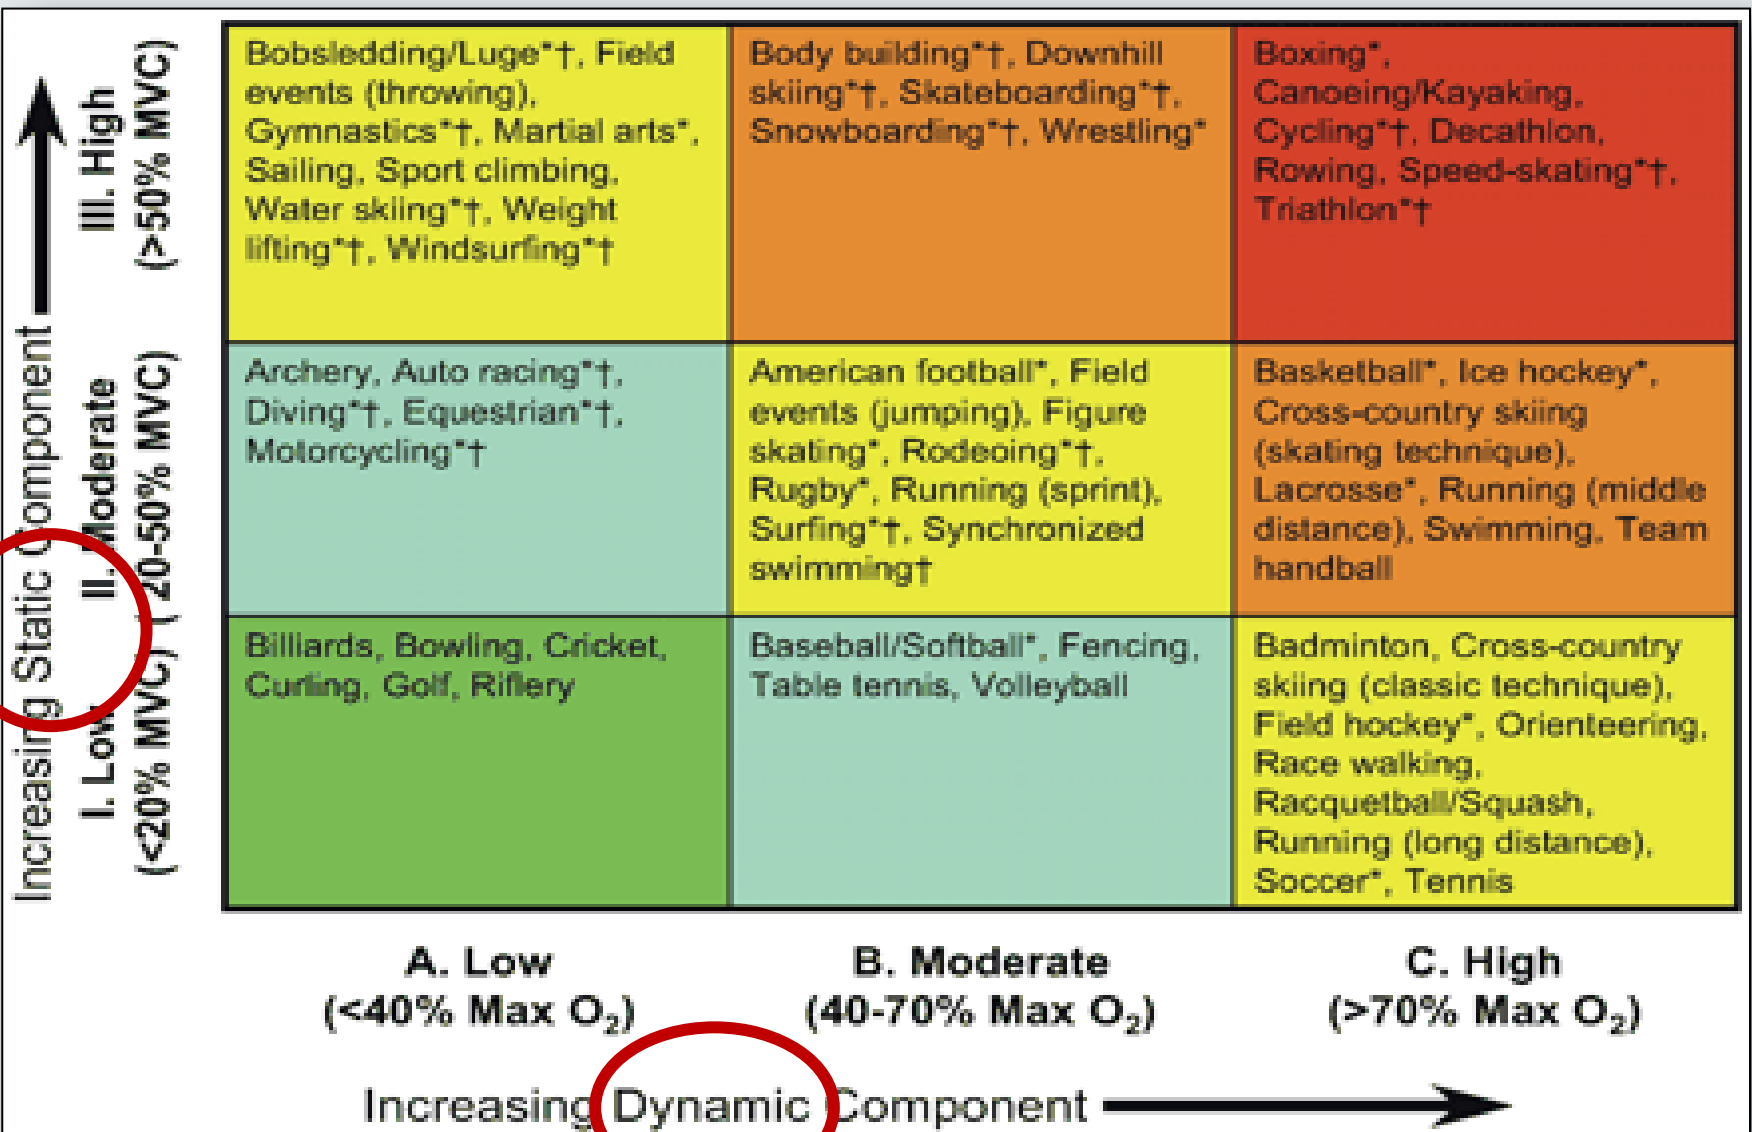 Increasing Static Component
III. High
(>50% MVC)
II. Moderate
( 20-50% MVC)
I. Low
(<20% MVC)
Bobsledding/Luge*†, Field
events (throwing),
Gymnastics*†, Martial arts*,
Sailing, Sport climbing,
Water skiing*†, Weight
lifting*†, Windsurfing*†
Body building*†, Downhill
skiing*†, Skateboarding*†,
Snowboarding*†, Wrestling*
Boxing*,
Canoeing/Kayaking,
Cycling*†, Decathlon,
Rowing, Speed-skating*†,
Triathlon*†
Archery, Auto racing*†,
Diving*†, Equestrian*†,
Motorcycling*†
American football*, Field
events (jumping), Figure
skating*, Rodeoing*†,
Rugby*, Running (sprint),
Surfing*†, Synchronized
swimming†
Basketball*, Ice hockey*,
Cross-country skiing
(skating technique),
Lacrosse*, Running (middle
distance), Swimming, Team
handball
Billiards, Bowling, Cricket,
Curling, Golf, Riflery
Baseball/Softball*, Fencing,
Table tennis, Volleyball
Badminton, Cross-country
skiing (classic technique),
Field hockey*, Orienteering,
Race walking,
Racquetball/Squash,
Running (long distance),
Soccer*, Tennis
A. Low
(<40% Max O₂)
B. Moderate
(40-70% Max O₂)
C. High
(>70% Max O₂)
Increasing Dynamic Component